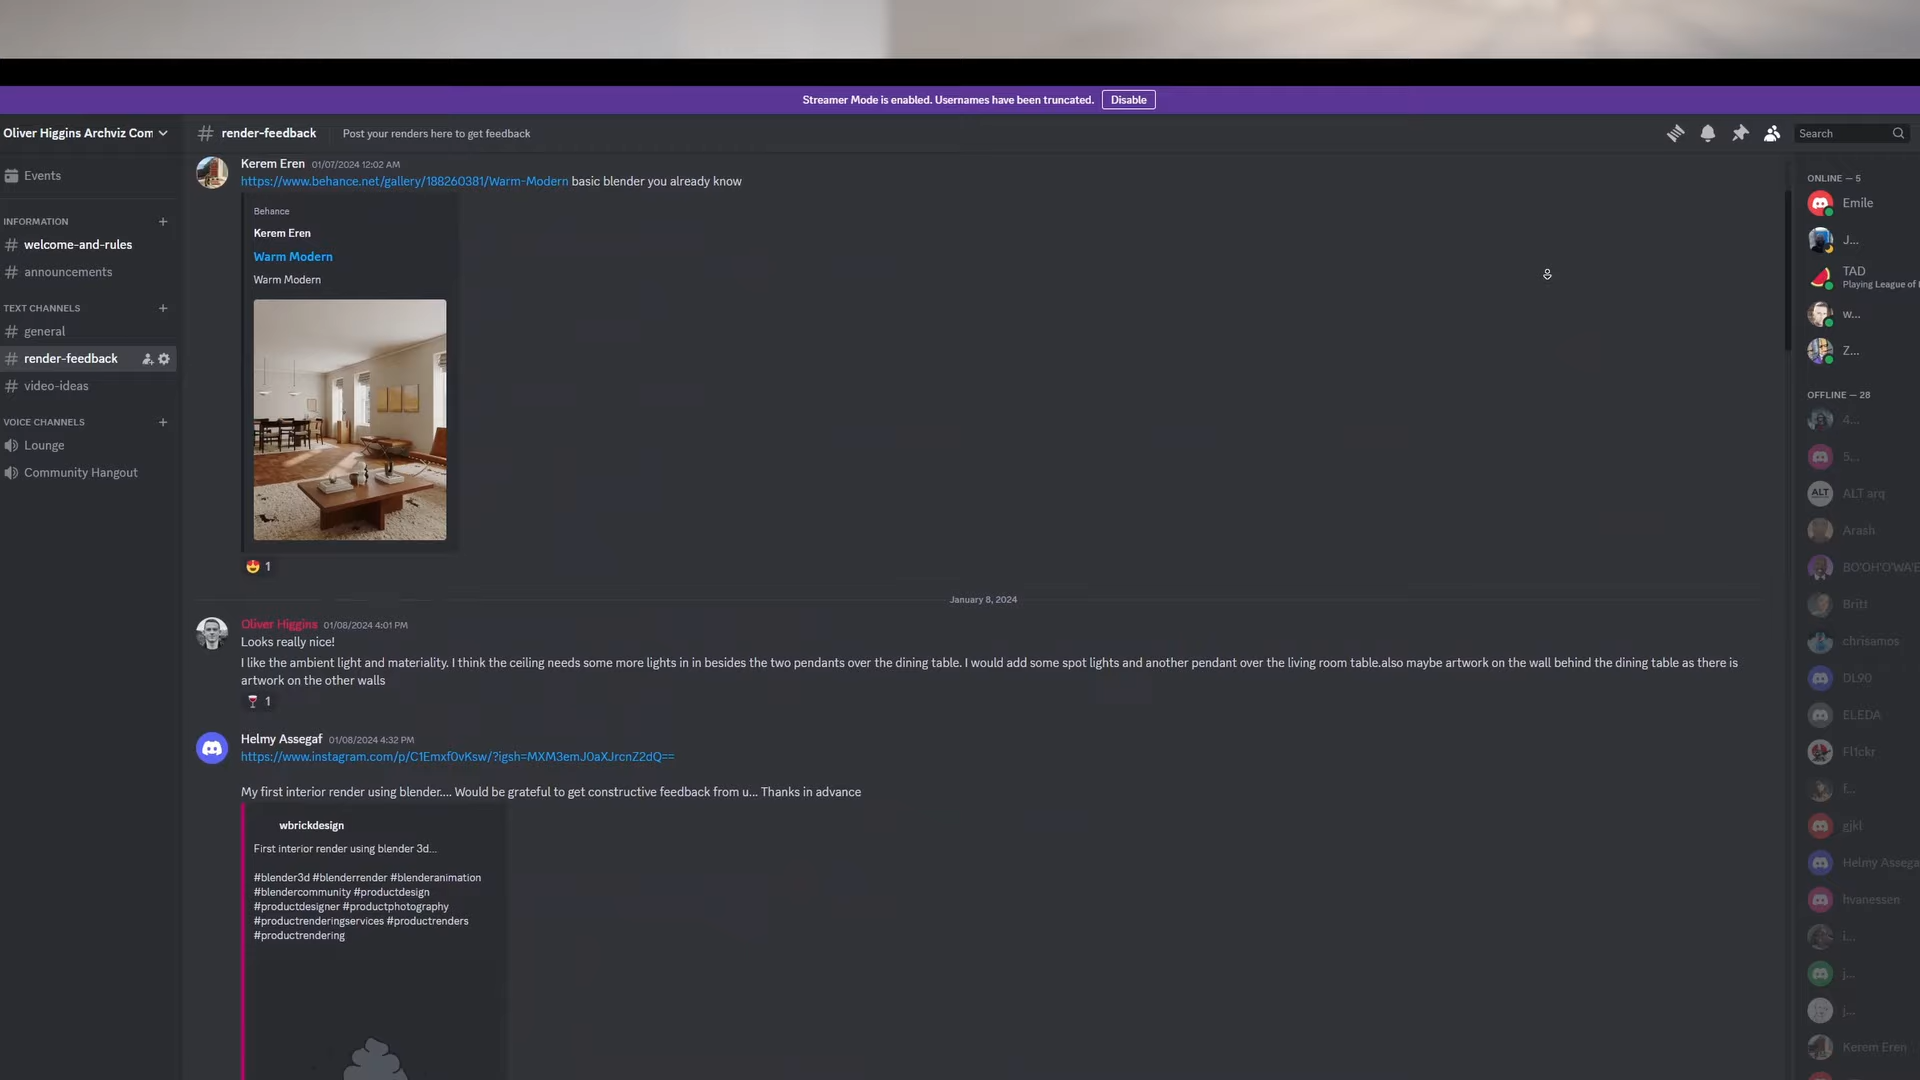 Streamer Mode is enabled. Usernames have been truncated. Disable
Oliver Higgins Archviz Com
render-feedback
Post your renders here to get feedback
Search
Events
INFORMATION
welcome-and-rules
announcements
TEXT CHANNELS
general
render-feedback
video-ideas
VOICE CHANNELS
Lounge
Community Hangout
Kerem Eren 01/07/2024 12:02 AM
https://www.behance.net/gallery/188260381/Warm-Modern basic blender you already know
Behance
Kerem Eren
Warm Modern
Warm Modern
1
January 8, 2024
Oliver Higgins 01/08/2024 4:01 PM
Looks really nice!
I like the ambient light and materiality. I think the ceiling needs some more lights in in besides the two pendants over the dining table. I would add some spot lights and another pendant over the living room table.also maybe artwork on the wall behind the dining table as there is
artwork on the other walls
1
Helmy Assegaf 01/08/2024 4:32 PM
https://www.instagram.com/p/C1Emxf0vKsw/?igsh=MXM3emJ0aXJrcnZ2dQ==
My first interior render using blender.... Would be grateful to get constructive feedback from u... Thanks in advance
wbrickdesign
First interior render using blender 3d...
#blender3d #blenderrender #blenderanimation
#blendercommunity #productdesign
#productdesigner #productphotography
#productrenderingservices #productrenders
#productrendering
ONLINE — 5
Emile
J...
TAD
Playing League of
w...
Z...
OFFLINE — 28
4...
5...
ALT
ALT arq
Arash
BO'OH'O'WA'E
Britt
chrisamos
DL90
ELEDA
Fl1ckr
E...
gjkl
Helmy Assega
hvanessen
i...
j...
j...
Kerem Eren